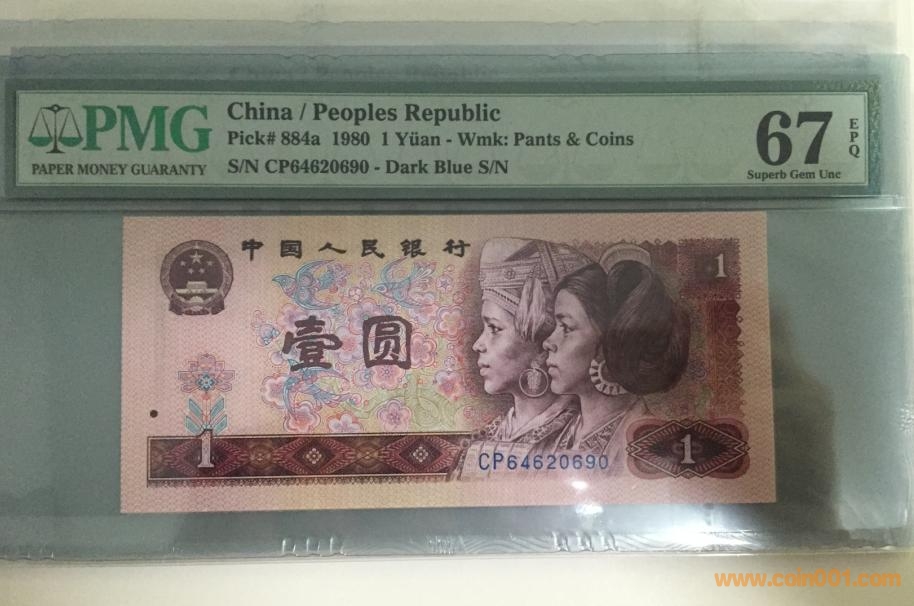 PMG
PAPER MONEY GUARANTY
China / Peoples Republic
Pick# 884a 1980 1 Yüan - Wmk: Pants & Coins
S/N CP64620690 - Dark Blue S/N
67
EPQ
Superb Gem Unc
中国人民银行
1
壹圆
1
CP64620690
1
www.coin001.com